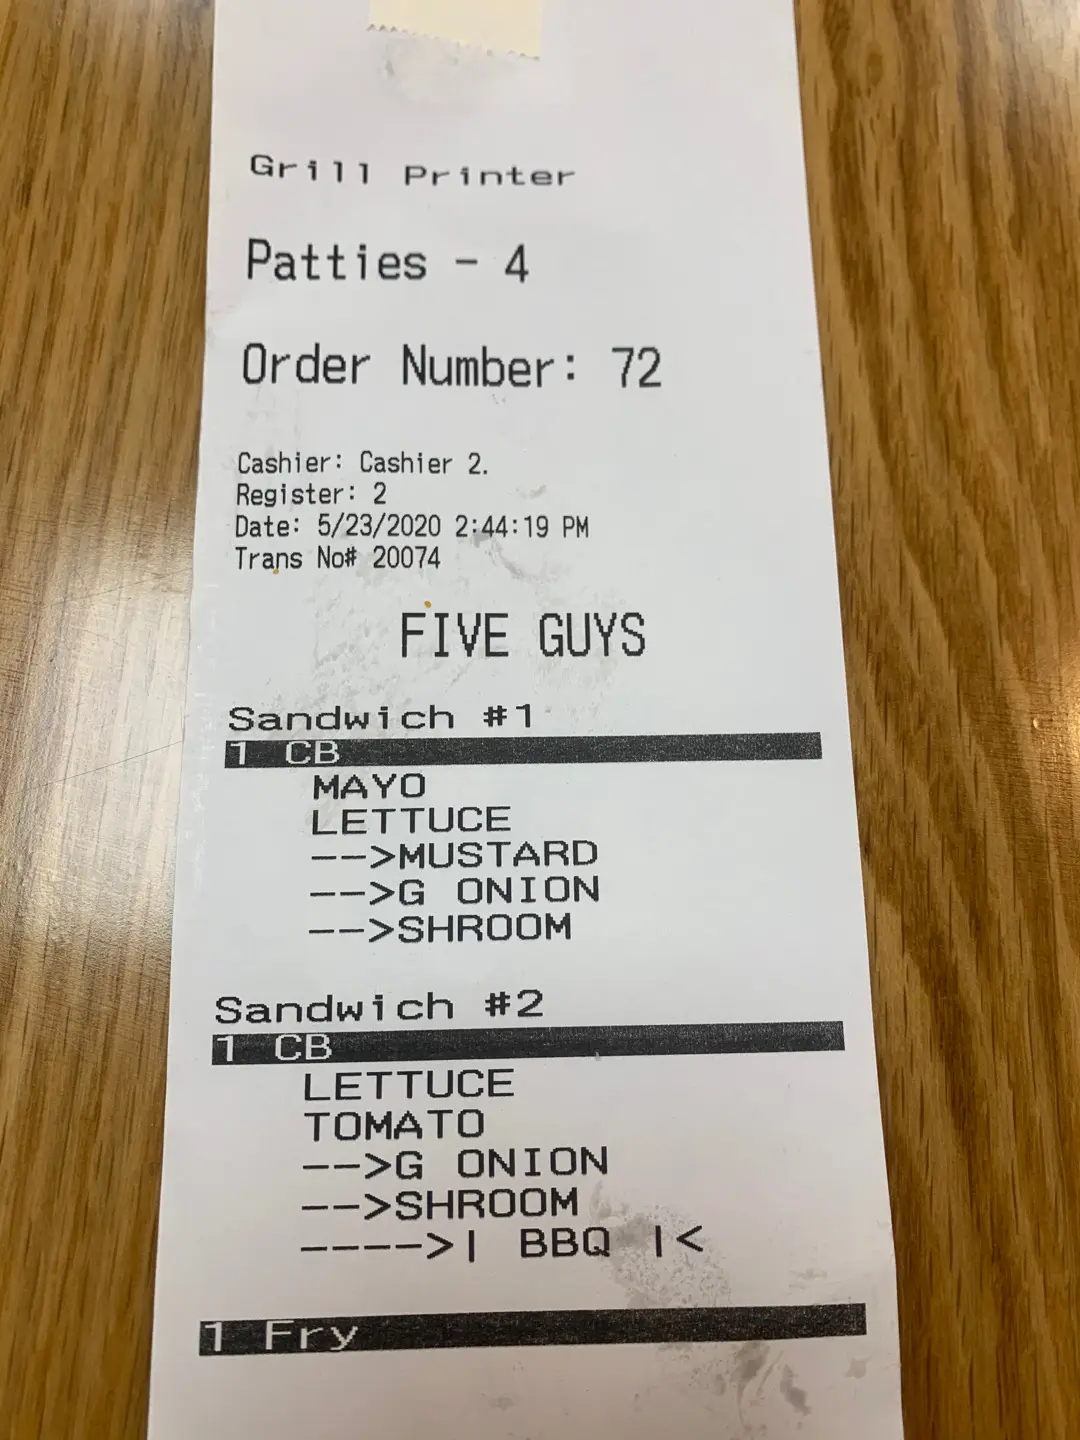 Grill Printer
Patties - 4
Order Number: 72
Cashier: Cashier 2.
Register: 2
Date: 5/23/2020 2:44:19 PM
Trans No# 20074
FIVE GUYS
Sandwich #1
1 CB
MAYO
LETTUCE
-->MUSTARD
-->G ONION
-->SHROOM
Sandwich #2
1 CB
LETTUCE
TOMATO
-->G ONION
-->SHROOM
---->| BBQ |<
1 Fry